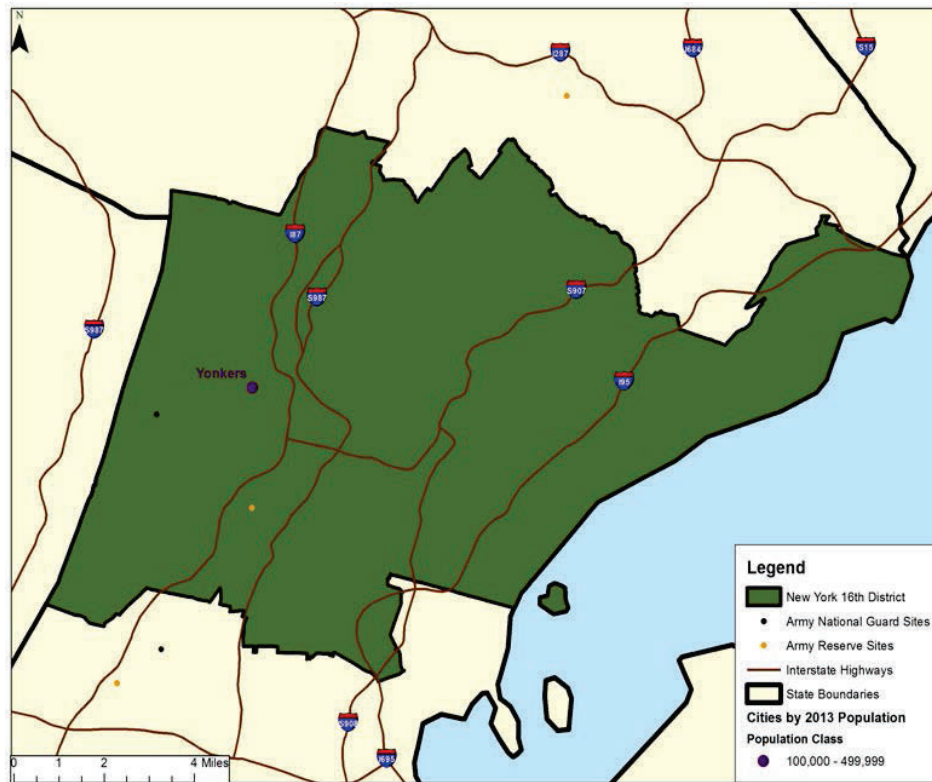 N
I287
I684
S15
I87
S987
S907
S987
I95
Yonkers
S908
I695
0 2 4 Miles
Legend
New York 16th District
Army National Guard Sites
Army Reserve Sites
Interstate Highways
State Boundaries
Cities by 2013 Population
Population Class
100,000 - 499,999